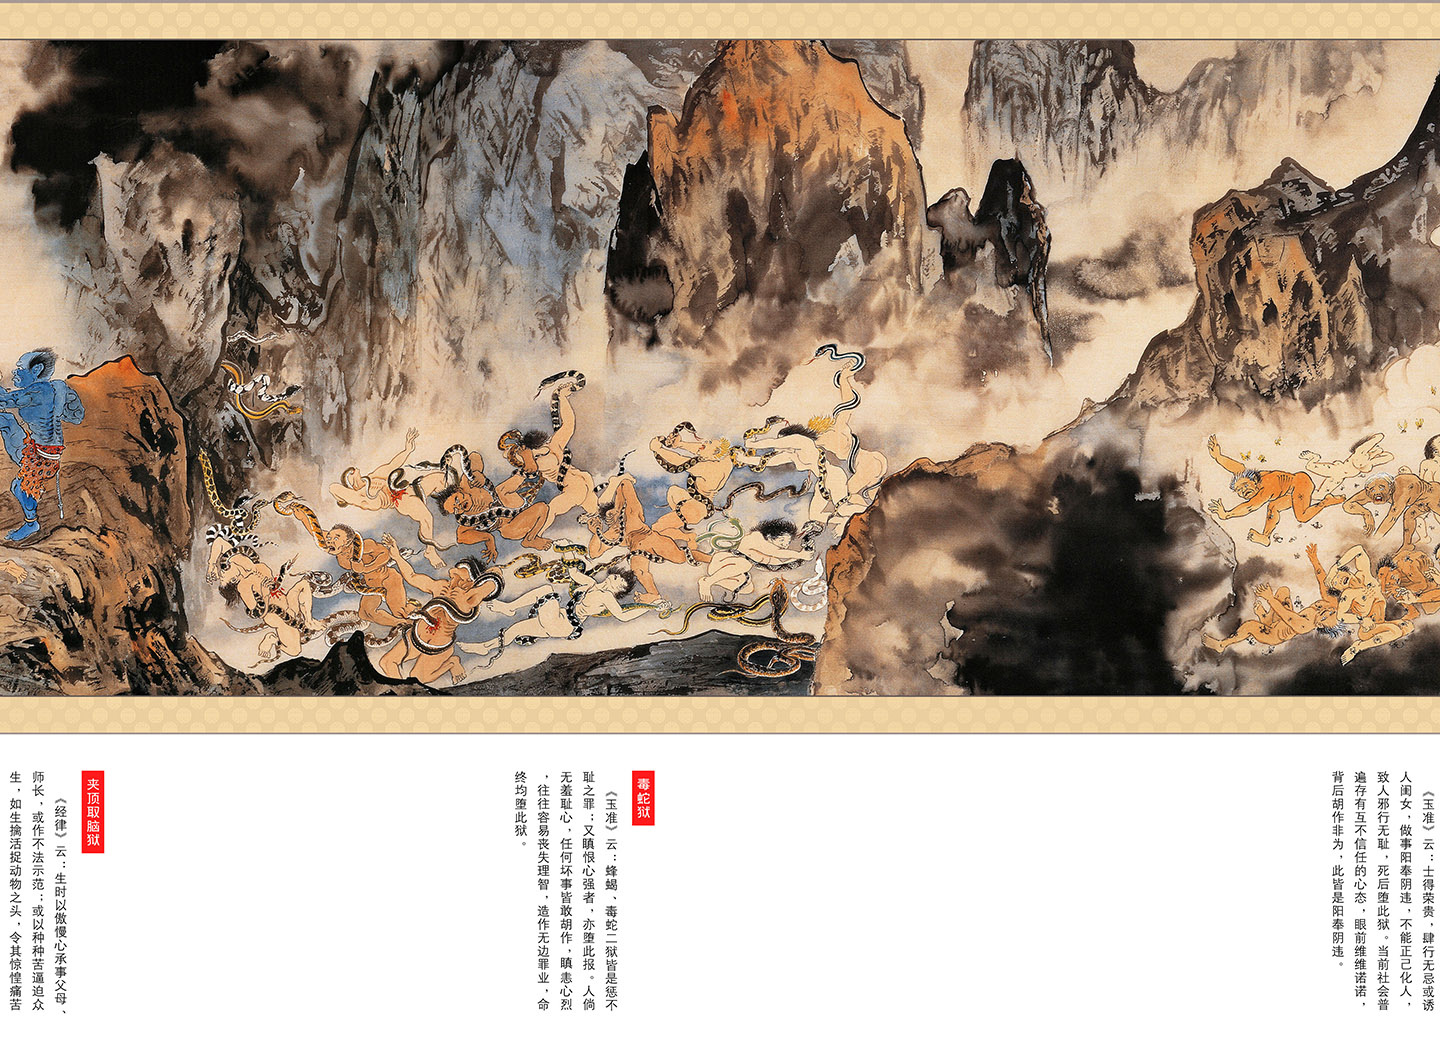 《玉准》云：士得荣贵，肆行无忌或诱
人闺女，做事阳奉阴违，不能正己化人，
致人邪行无耻，死后堕此狱。当前社会普
遍存有互不信任的心态，眼前维维诺诺，
背后胡作非为，此皆是阳奉阴违。
毒蛇狱
《玉准》云：蜂蝎、毒蛇二狱皆是惩不
耻之罪；又瞋恨心强者，亦堕此报。人倘
无羞耻心，任何坏事皆敢胡作，瞋恚心烈
，往往容易丧失理智，造作无边罪业，命
终均堕此狱。
夹顶取脑狱
《经律》云：生时以傲慢心承事父母、
师长，或作不法示范；或以种种苦逼迫众
生，如生擒活捉动物之头，令其惊惶痛苦